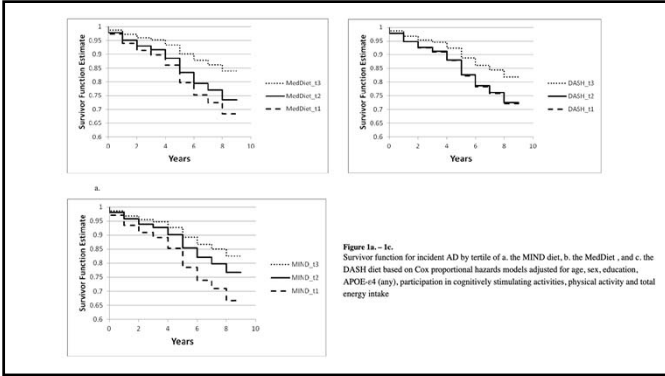 Survivor Function Estimate
1
0.95
0.9
0.85
0.8
0.75
0.7
0.65
0.6
0 2 4 6 8 10
Years
MedDiet_t3
MedDiet_t2
MedDiet_t1
Survivor Function Estimate
1
0.95
0.9
0.85
0.8
0.75
0.7
0.65
0.6
0 2 4 6 8 10
Years
DASH_t3
DASH_t2
DASH_t1
a.
Survivor Function Estimate
1
0.95
0.9
0.85
0.8
0.75
0.7
0.65
0.6
0 2 4 6 8 10
Years
MIND_t3
MIND_t2
MIND_t1
Figure 1a. – 1c.
Survivor function for incident AD by tertile of a. the MIND diet, b. the MedDiet , and c. the
DASH diet based on Cox proportional hazards models adjusted for age, sex, education,
APOE-ε4 (any), participation in cognitively stimulating activities, physical activity and total
energy intake